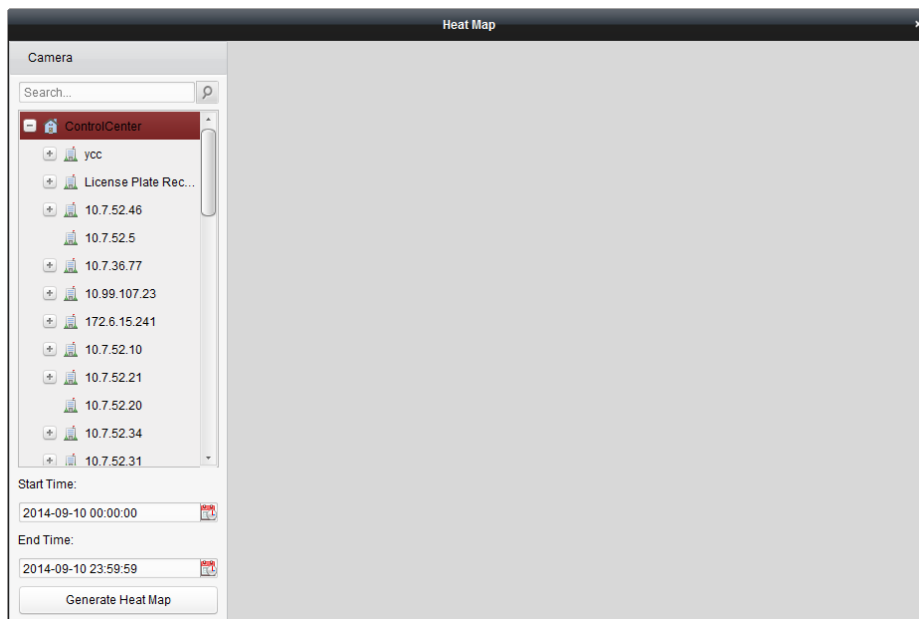 Heat Map
Camera
Search...
ControlCenter
ycc
License Plate Rec...
10.7.52.46
10.7.52.5
10.7.36.77
10.99.107.23
172.6.15.241
10.7.52.10
10.7.52.21
10.7.52.20
10.7.52.34
10.7.52.31
Start Time:
2014-09-10 00:00:00
End Time:
2014-09-10 23:59:59
Generate Heat Map